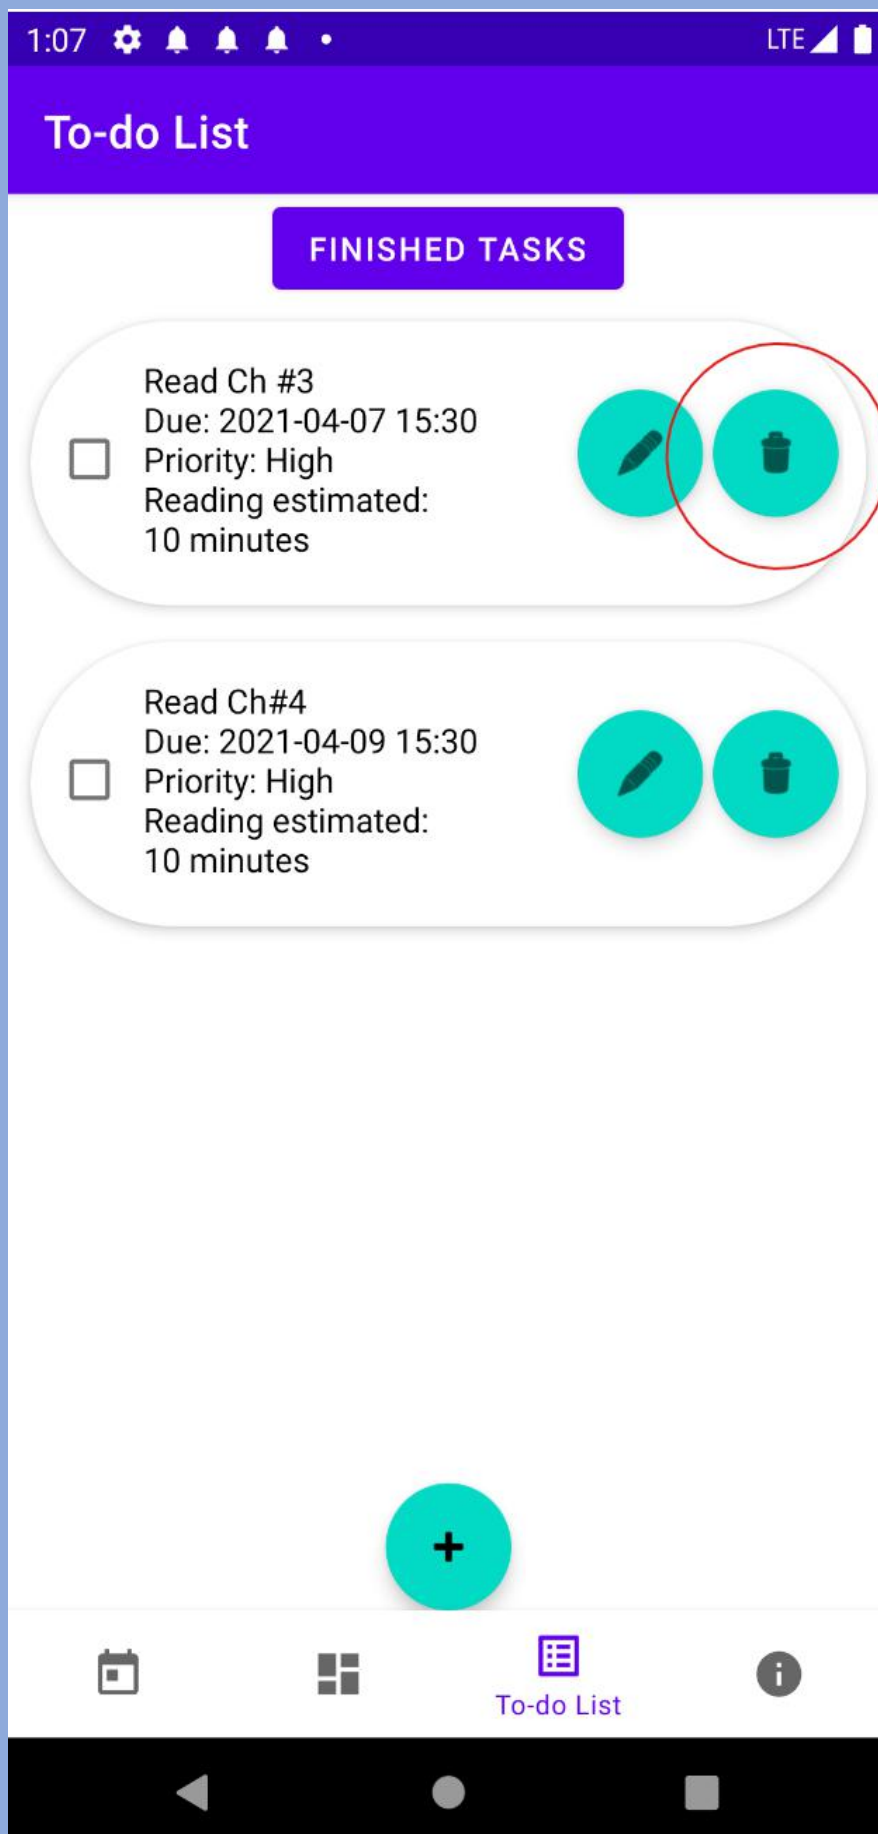 1:07
LTE
To-do List
FINISHED TASKS
Read Ch #3
Due: 2021-04-07 15:30
Priority: High
Reading estimated:
10 minutes
Read Ch#4
Due: 2021-04-09 15:30
Priority: High
Reading estimated:
10 minutes
+
To-do List